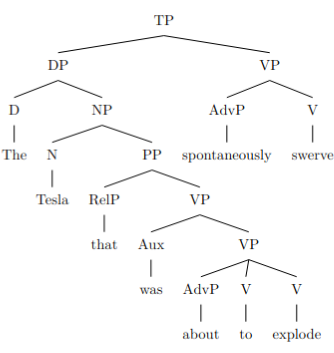 TP
DP VP
D NP AdvP V
The N PP spontaneously swerve
Tesla RelP VP
that Aux VP
was AdvP V V
about to explode